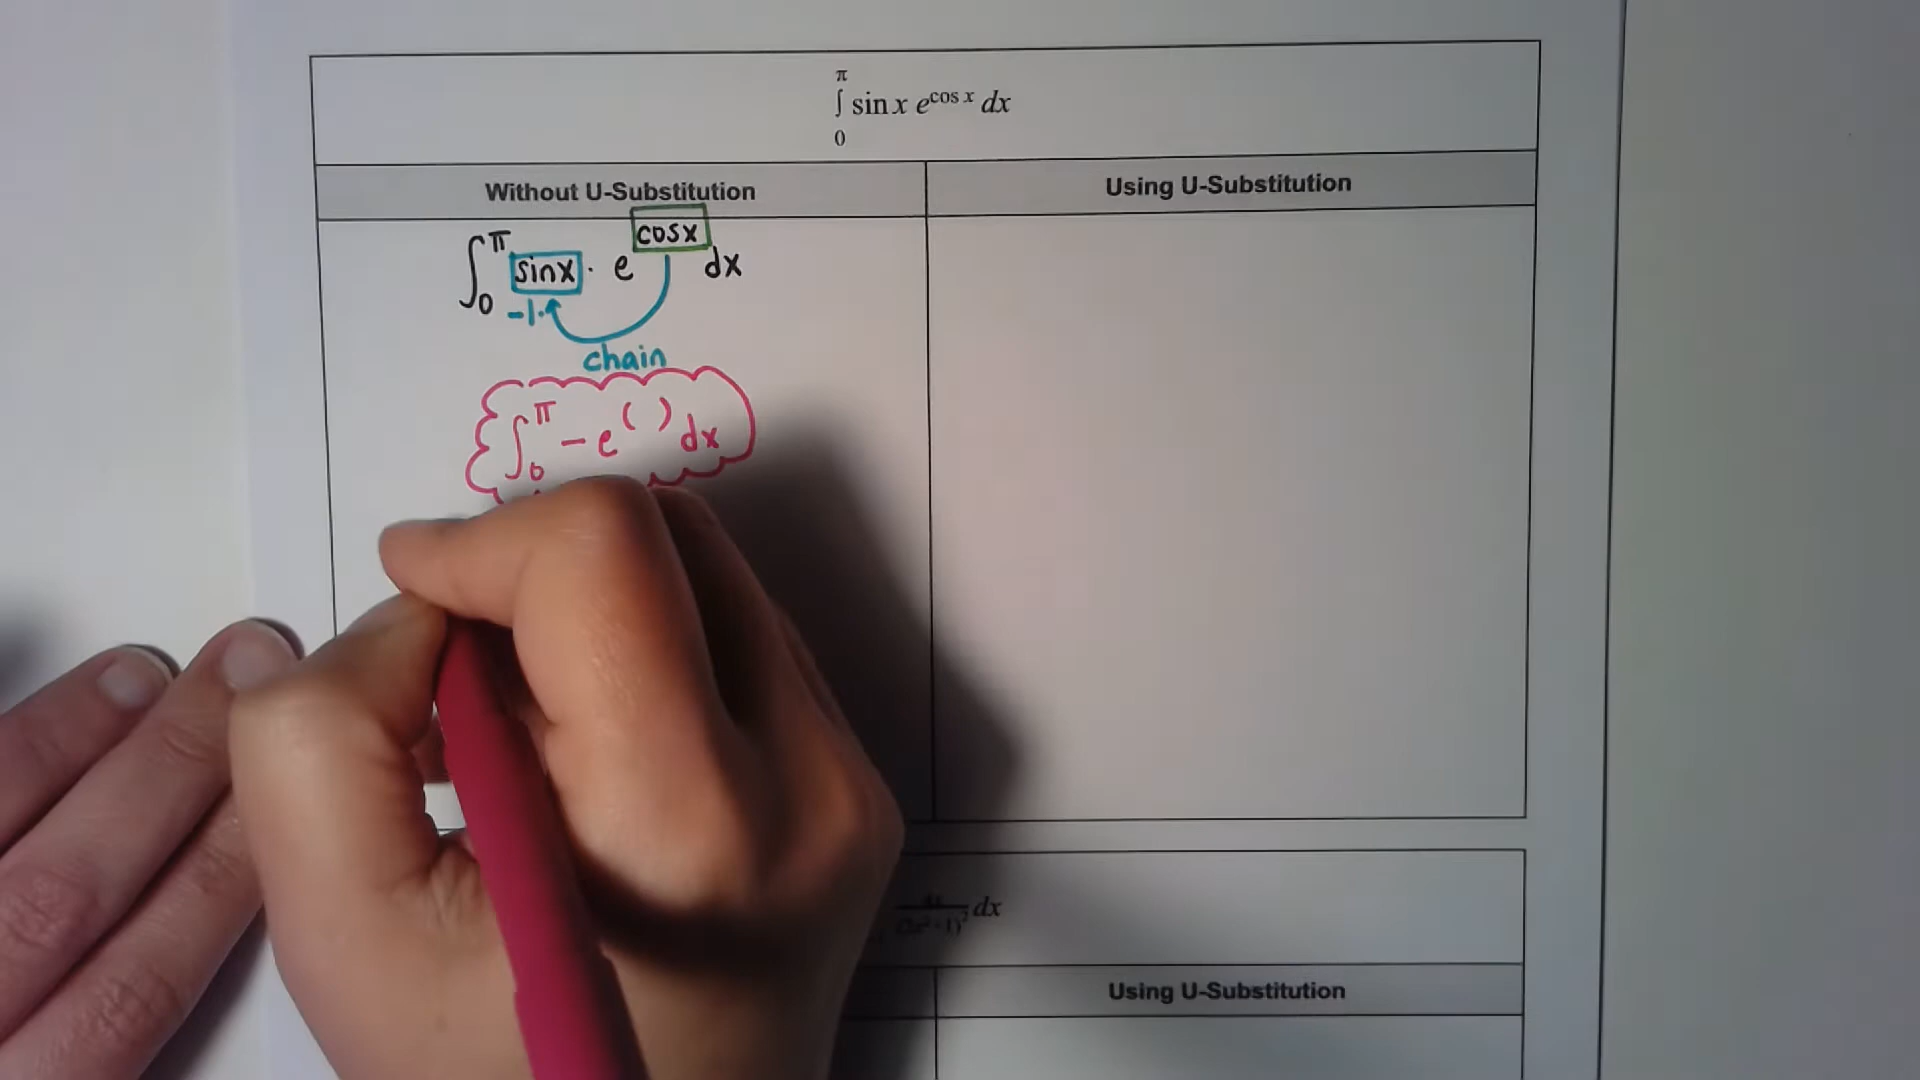 π
∫ sin x e^cos x dx
0
Without U-Substitution
Using U-Substitution
∫₀^π sinx · e^cosx dx
-1·
chain
∫₀^π - e^( ) dx
dx
Using U-Substitution